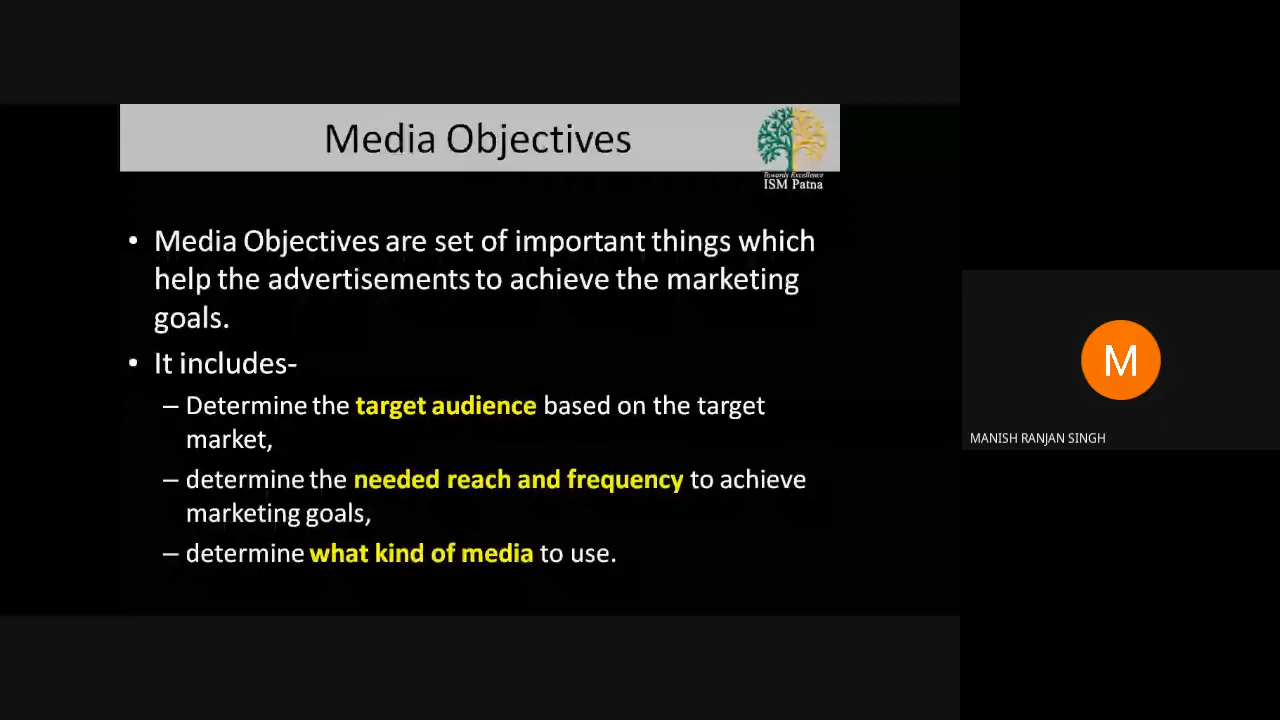 Media Objectives
Towards Excellence
ISM Patna
• Media Objectives are set of important things which
help the advertisements to achieve the marketing
goals.
• It includes-
– Determine the target audience based on the target
market,
– determine the needed reach and frequency to achieve
marketing goals,
– determine what kind of media to use.
M
MANISH RANJAN SINGH